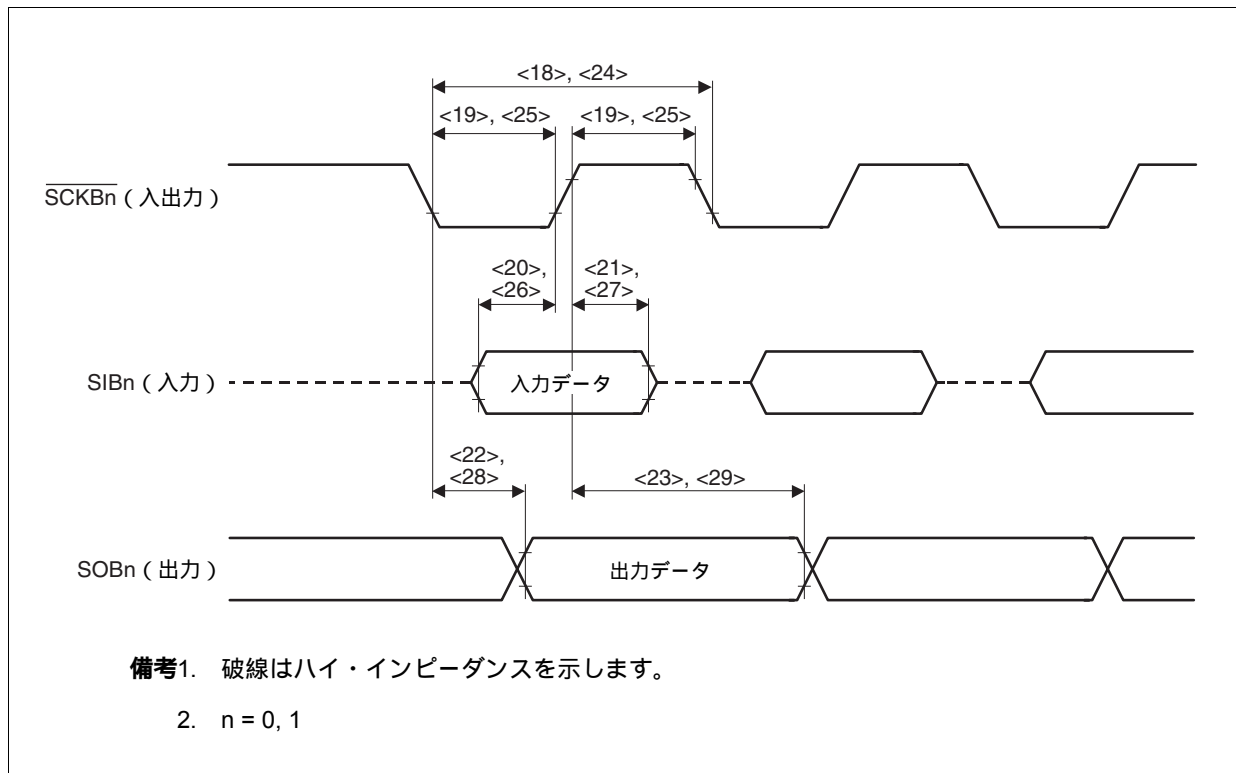 <18>, <24>
<19>, <25> <19>, <25>
SCKBn（入出力）
<20>, <21>,
<26> <27>
SIBn（入力）
入力データ
<22>,
<28>
<23>, <29>
SOBn（出力）
出力データ
備考1. 破線はハイ・インピーダンスを示します。
2. n = 0, 1